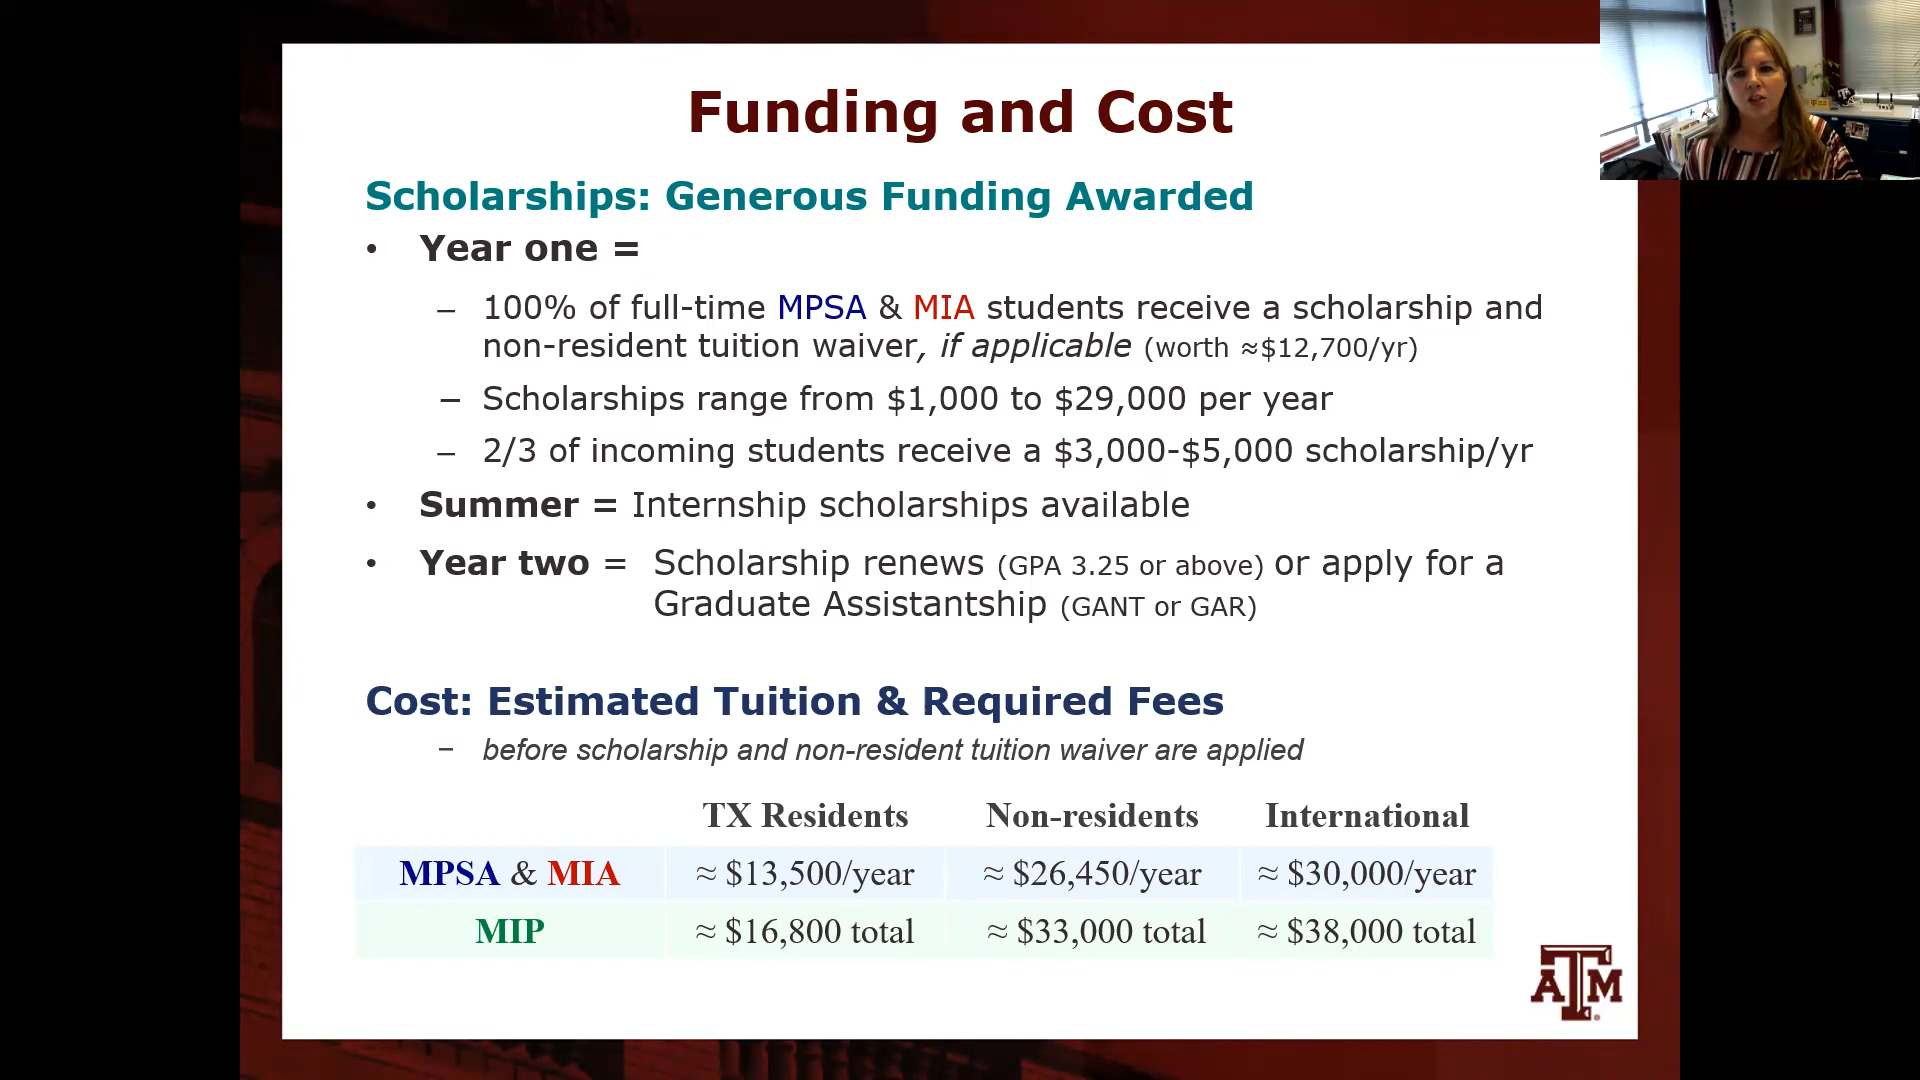 Funding and Cost
Scholarships: Generous Funding Awarded
• Year one =
– 100% of full-time MPSA & MIA students receive a scholarship and
non-resident tuition waiver, if applicable (worth ≈$12,700/yr)
– Scholarships range from $1,000 to $29,000 per year
– 2/3 of incoming students receive a $3,000-$5,000 scholarship/yr
• Summer = Internship scholarships available
• Year two = Scholarship renews (GPA 3.25 or above) or apply for a
Graduate Assistantship (GANT or GAR)
Cost: Estimated Tuition & Required Fees
– before scholarship and non-resident tuition waiver are applied
TX Residents Non-residents International
MPSA & MIA ≈ $13,500/year ≈ $26,450/year ≈ $30,000/year
MIP ≈ $16,800 total ≈ $33,000 total ≈ $38,000 total
ATM